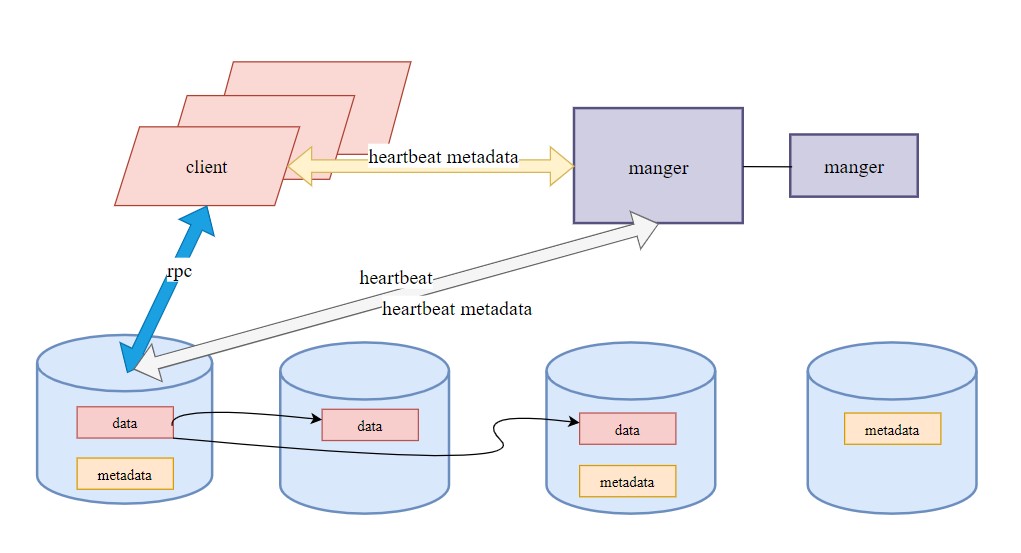 heartbeat metadata
client
manger
manger
rpc
heartbeat
heartbeat metadata
data
data
data
metadata
metadata
metadata